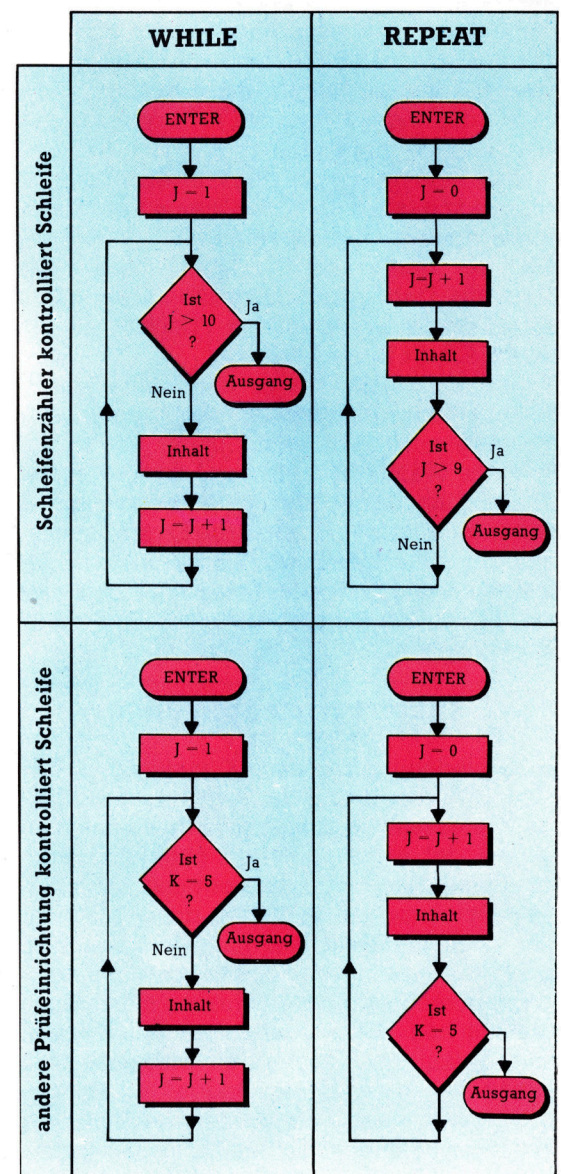 WHILE
REPEAT
Schleifenzähler kontrolliert Schleife
ENTER
J = 1
Ist
J > 10
?
Ja
Ausgang
Nein
Inhalt
J = J + 1
ENTER
J = 0
J=J + 1
Inhalt
Ist
J > 9
?
Ja
Ausgang
Nein
andere Prüfeinrichtung kontrolliert Schleife
ENTER
J = 1
Ist
K = 5
?
Ja
Ausgang
Nein
Inhalt
J = J + 1
ENTER
J = 0
J = J + 1
Inhalt
Ist
K = 5
?
Ja
Ausgang